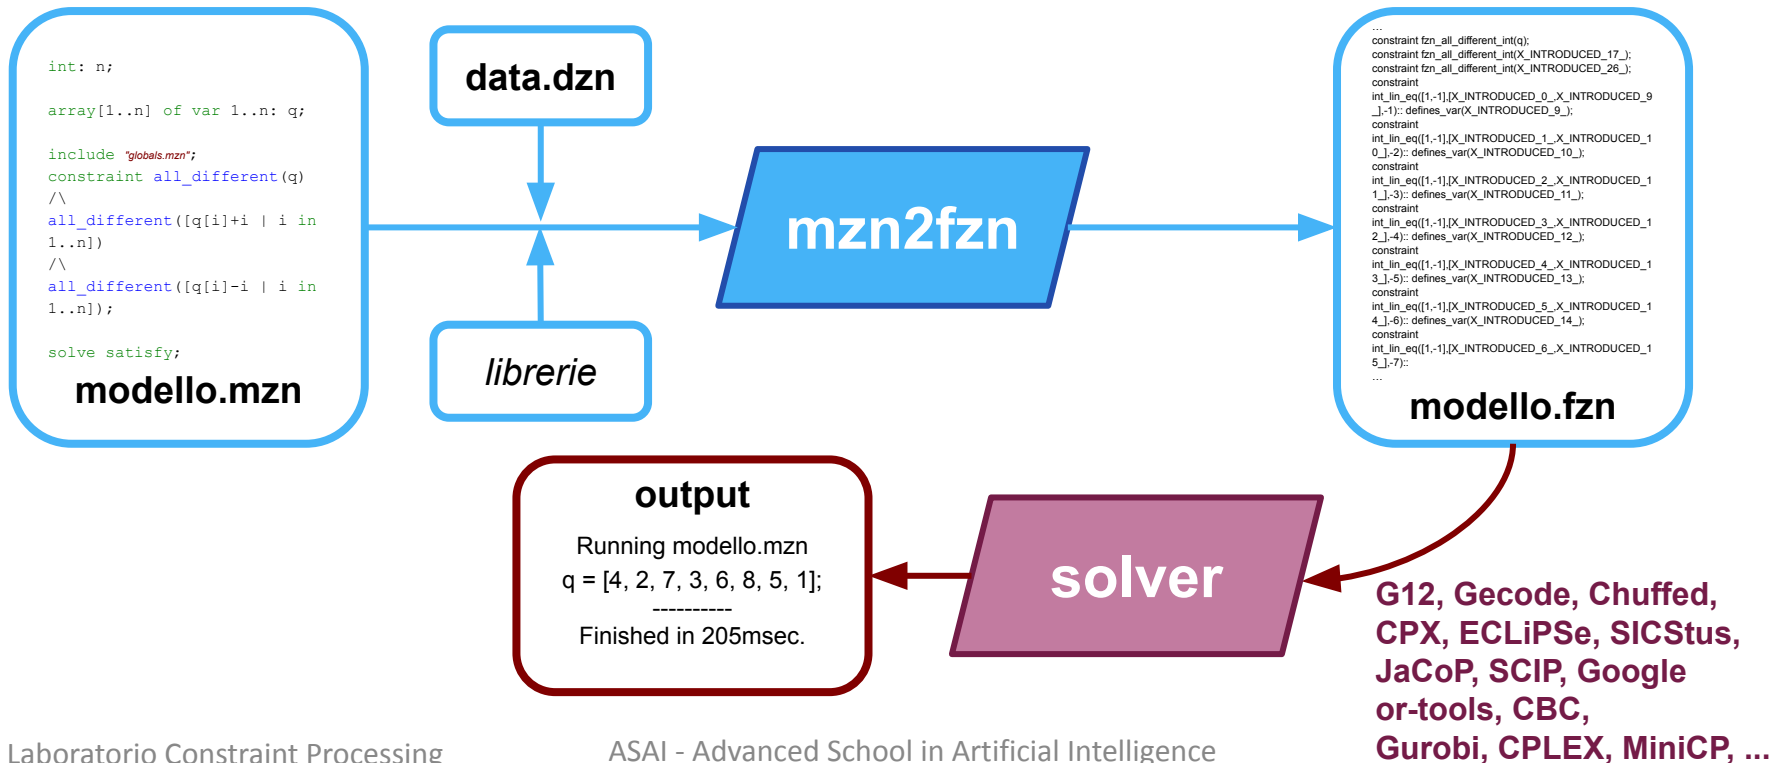 int: n;
array[1..n] of var 1..n: q;
include "globals.mzn";
constraint all_different(q)
/\
all_different([q[i]+i | i in
1..n])
/\
all_different([q[i]-i | i in
1..n]);
solve satisfy;
modello.mzn
data.dzn
librerie
mzn2fzn
...
constraint fzn_all_different_int(q);
constraint fzn_all_different_int(X_INTRODUCED_17_);
constraint fzn_all_different_int(X_INTRODUCED_26_);
constraint
int_lin_eq([1,-1],[X_INTRODUCED_0_,X_INTRODUCED_9
_],-1):: defines_var(X_INTRODUCED_9_);
constraint
int_lin_eq([1,-1],[X_INTRODUCED_1_,X_INTRODUCED_1
0_],-2):: defines_var(X_INTRODUCED_10_);
constraint
int_lin_eq([1,-1],[X_INTRODUCED_2_,X_INTRODUCED_1
1_],-3):: defines_var(X_INTRODUCED_11_);
constraint
int_lin_eq([1,-1],[X_INTRODUCED_3_,X_INTRODUCED_1
2_],-4):: defines_var(X_INTRODUCED_12_);
constraint
int_lin_eq([1,-1],[X_INTRODUCED_4_,X_INTRODUCED_1
3_],-5):: defines_var(X_INTRODUCED_13_);
constraint
int_lin_eq([1,-1],[X_INTRODUCED_5_,X_INTRODUCED_1
4_],-6):: defines_var(X_INTRODUCED_14_);
constraint
int_lin_eq([1,-1],[X_INTRODUCED_6_,X_INTRODUCED_1
5_],-7)::
...
modello.fzn
output
Running modello.mzn
q = [4, 2, 7, 3, 6, 8, 5, 1];
----------
Finished in 205msec.
solver
G12, Gecode, Chuffed,
CPX, ECLiPSe, SICStus,
JaCoP, SCIP, Google
or-tools, CBC,
Gurobi, CPLEX, MiniCP, ...
Laboratorio Constraint Processing
ASAI - Advanced School in Artificial Intelligence